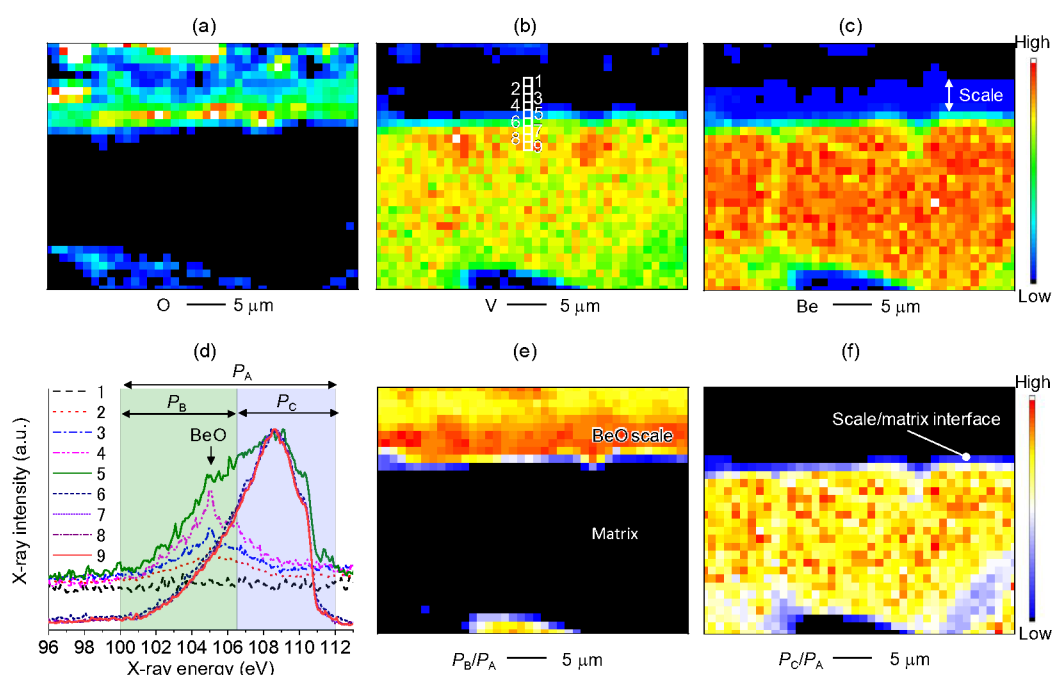 (a)
(b)
(c)
High
1
2
3
4
5
6
7
8
9
Scale
Low
O 5 μm
V 5 μm
Be 5 μm
(d)
(e)
(f)
P_A
P_B
P_C
BeO
1
2
3
4
5
6
7
8
9
X-ray intensity (a.u.)
96 98 100 102 104 106 108 110 112
X-ray energy (eV)
BeO scale
Matrix
P_B/P_A 5 μm
Scale/matrix interface
High
Low
P_C/P_A 5 μm